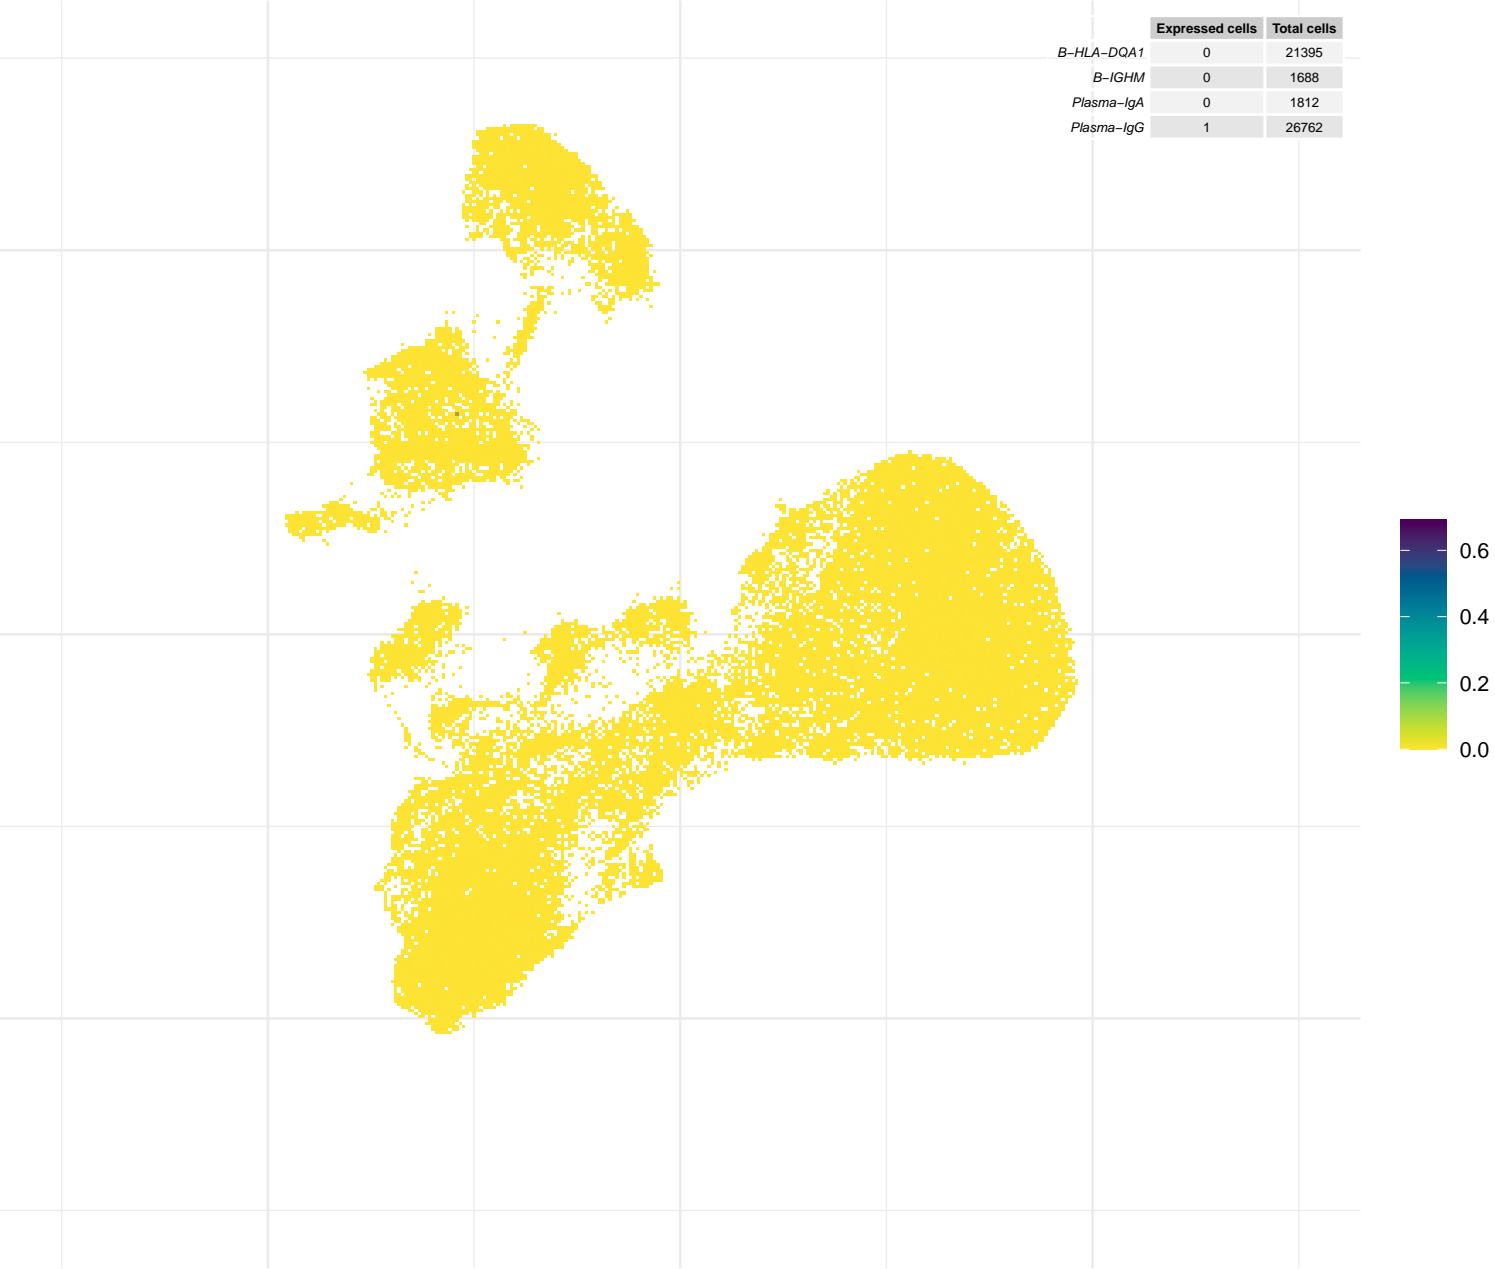 Expressed cells Total cells
B−HLA−DQA1 0 21395
B−IGHM 0 1688
Plasma−IgA 0 1812
Plasma−IgG 1 26762
0.6
0.4
0.2
0.0